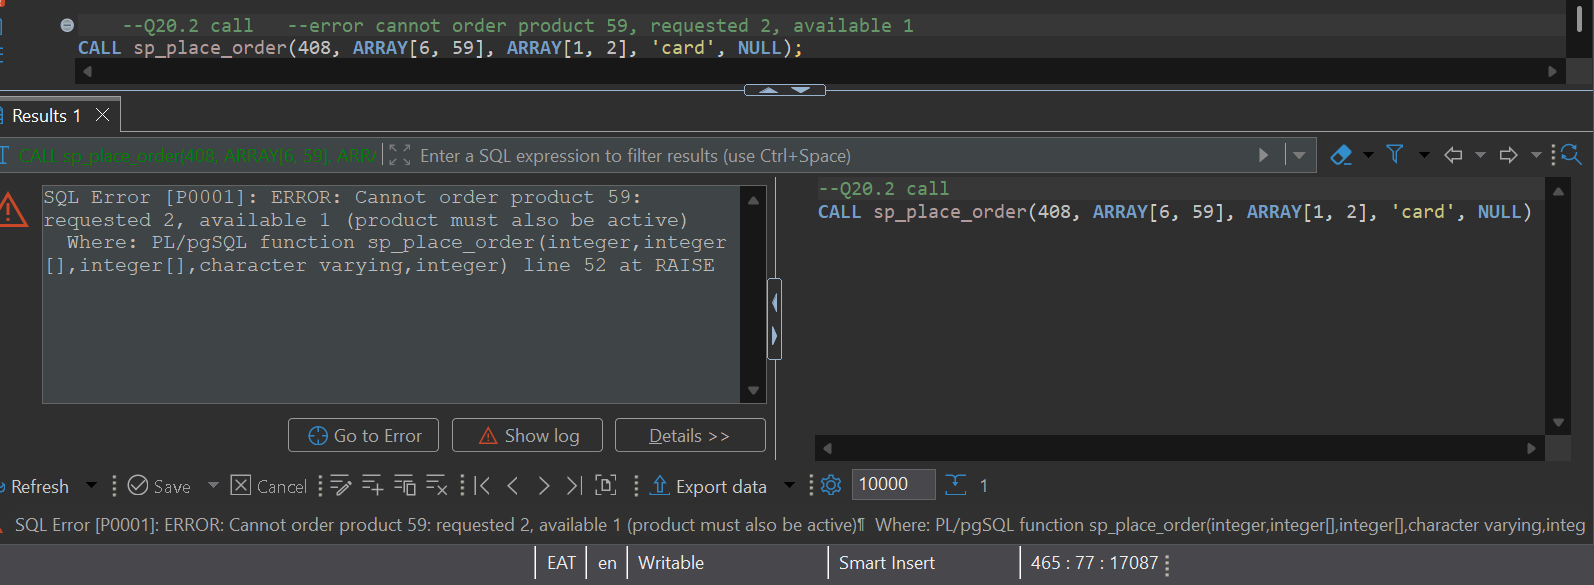 --Q20.2 call   --error cannot order product 59, requested 2, available 1
CALL sp_place_order(408, ARRAY[6, 59], ARRAY[1, 2], 'card', NULL);
Results 1
CALL sp_place_order(408, ARRAY[6, 59], ARRA
Enter a SQL expression to filter results (use Ctrl+Space)
SQL Error [P0001]: ERROR: Cannot order product 59:
requested 2, available 1 (product must also be active)
  Where: PL/pgSQL function sp_place_order(integer,integer
[],integer[],character varying,integer) line 52 at RAISE
Go to Error
Show log
Details >>
--Q20.2 call
CALL sp_place_order(408, ARRAY[6, 59], ARRAY[1, 2], 'card', NULL)
Refresh
Save
Cancel
Export data
10000
1
SQL Error [P0001]: ERROR: Cannot order product 59: requested 2, available 1 (product must also be active)¶  Where: PL/pgSQL function sp_place_order(integer,integer[],integer[],character varying,integ
EAT
en
Writable
Smart Insert
465 : 77 : 17087